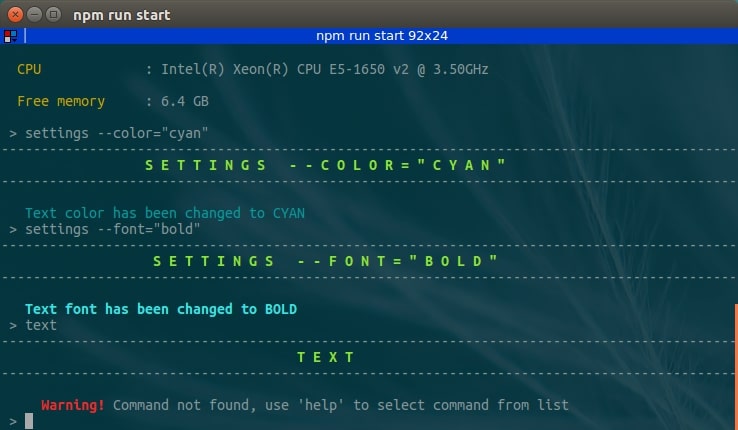 npm run start
npm run start 92x24
CPU : Intel(R) Xeon(R) CPU E5-1650 v2 @ 3.50GHz
Free memory : 6.4 GB
> settings --color="cyan"
--------------------------------------------------------------------------------------------
S E T T I N G S - - C O L O R = " C Y A N "
--------------------------------------------------------------------------------------------
Text color has been changed to CYAN
> settings --font="bold"
--------------------------------------------------------------------------------------------
S E T T I N G S - - F O N T = " B O L D "
--------------------------------------------------------------------------------------------
Text font has been changed to BOLD
> text
--------------------------------------------------------------------------------------------
T E X T
--------------------------------------------------------------------------------------------
Warning! Command not found, use 'help' to select command from list
>